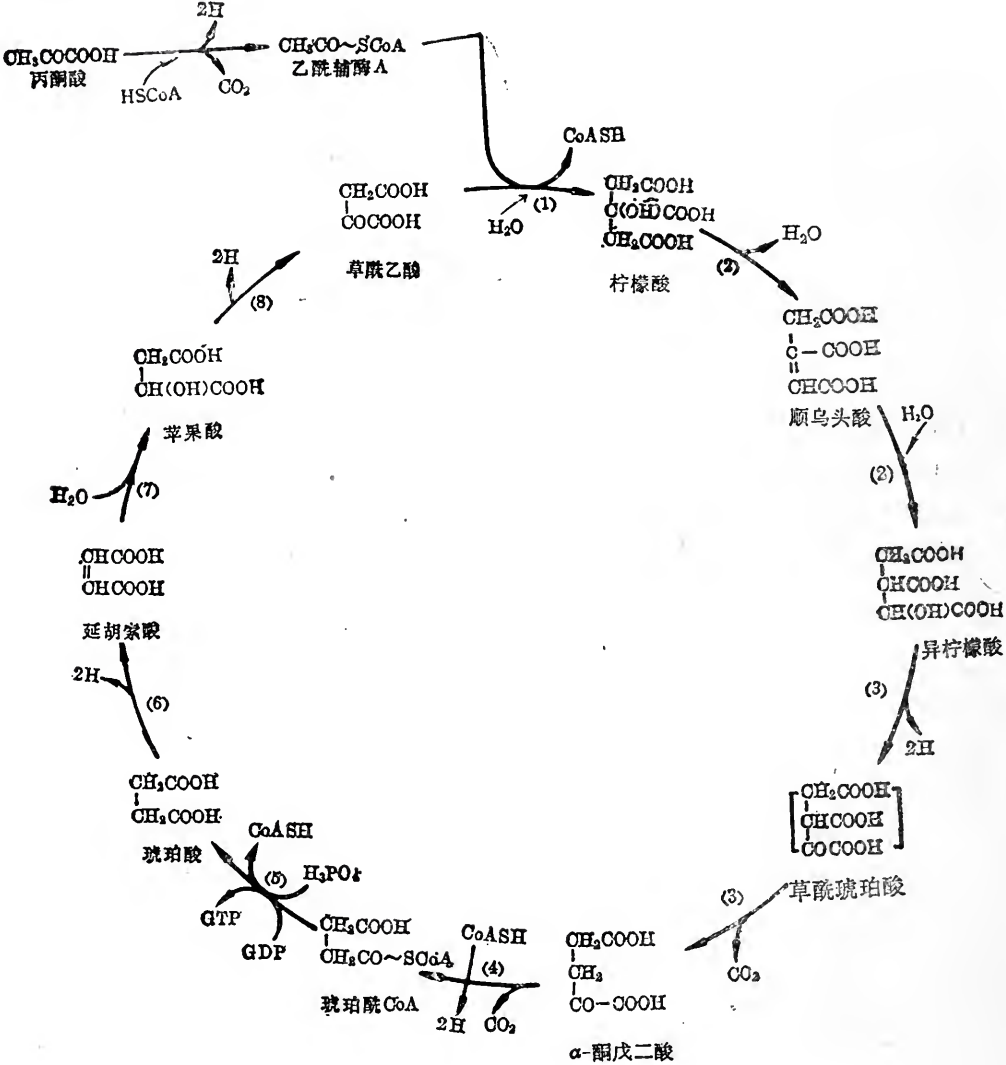 2H
CH₃COCOOH
丙酮酸
HSCoA
CO₂
CH₃CO～SCoA
乙酰辅酶A
CoASH
CH₂COOH
COCOOH
草酰乙酸
H₂O
(1)
CH₂COOH
C(OH)COOH
CH₂COOH
柠檬酸
(2)
H₂O
CH₂COOH
C－COOH
CHCOOH
顺乌头酸
H₂O
(2)
CH₂COOH
CHCOOH
CH(OH)COOH
异柠檬酸
(3)
2H
CH₂COOH
CHCOOH
COCOOH
草酰琥珀酸
(3)
CO₂
CH₂COOH
CH₂
CO－COOH
α-酮戊二酸
CoASH
(4)
2H
CO₂
CH₂COOH
CH₂CO～SCoA
琥珀酰CoA
CoASH
(5)
H₃PO₄
GTP
GDP
CH₂COOH
CH₂COOH
琥珀酸
2H
(6)
CHCOOH
CHCOOH
延胡索酸
H₂O
(7)
CH₂COOH
CH(OH)COOH
苹果酸
2H
(8)